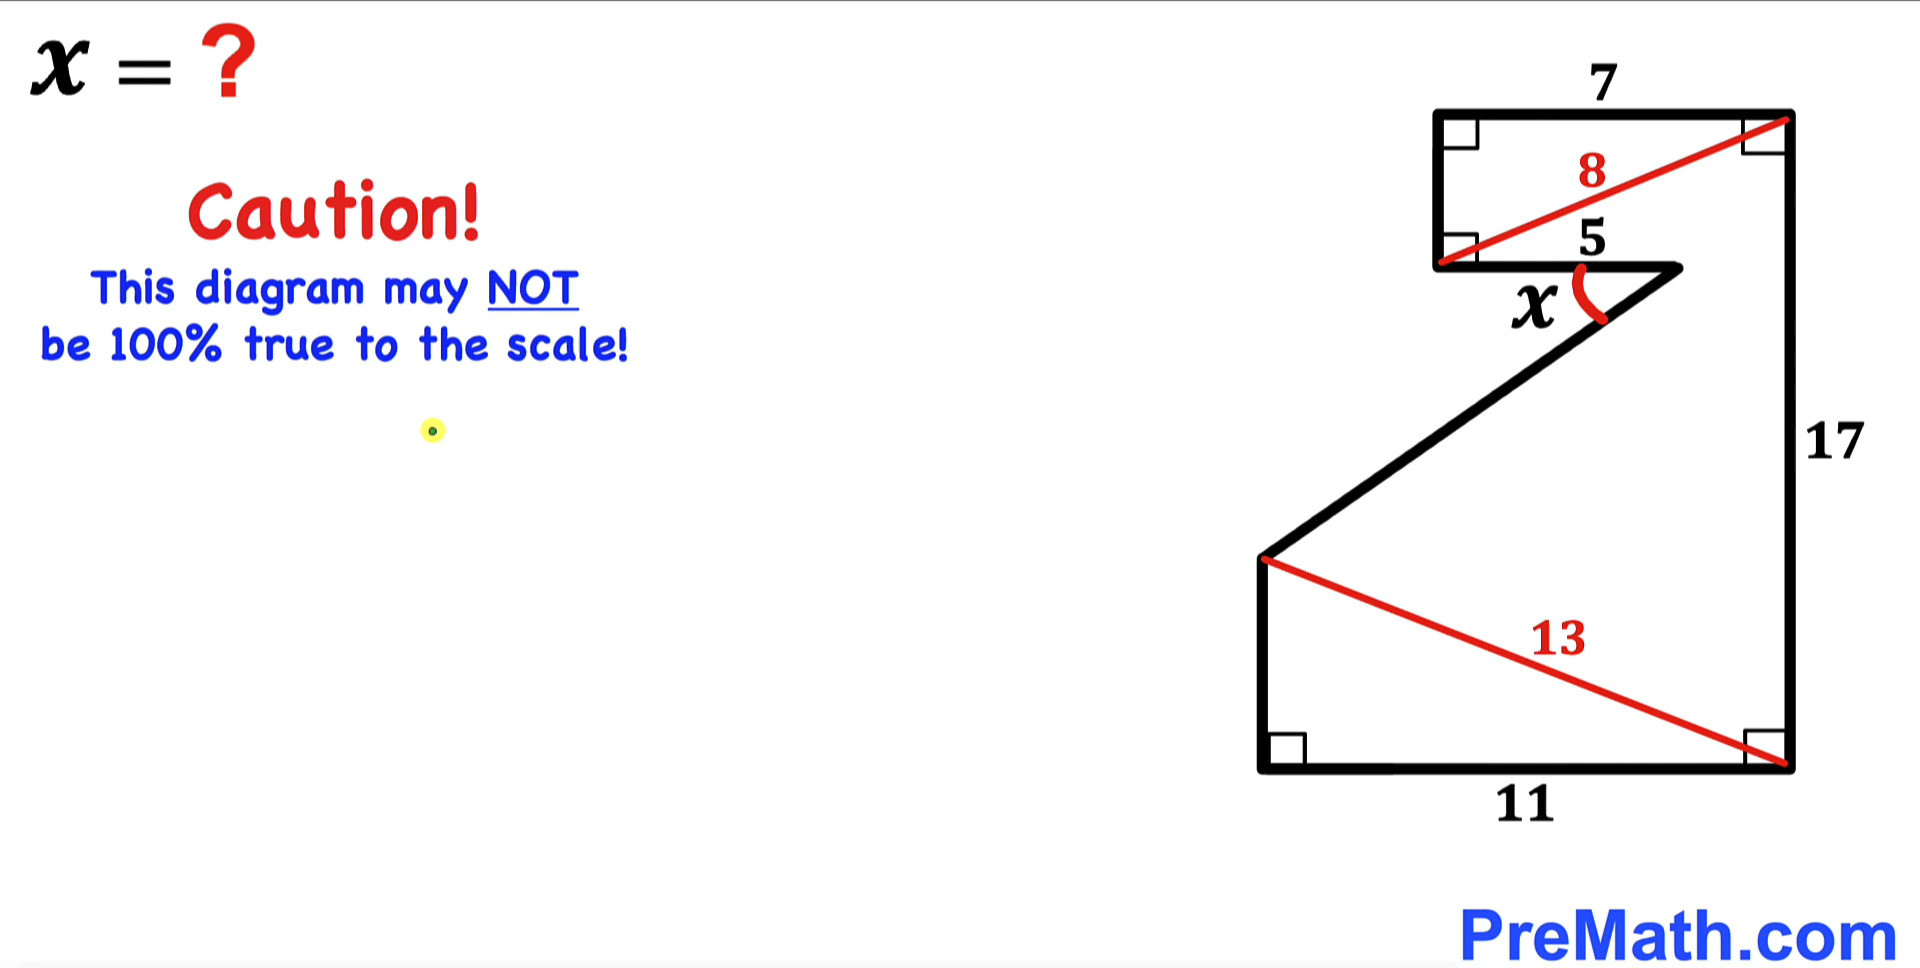 x = ?
Caution!
This diagram may NOT
be 100% true to the scale!
7
8
5
x
17
13
11
PreMath.com